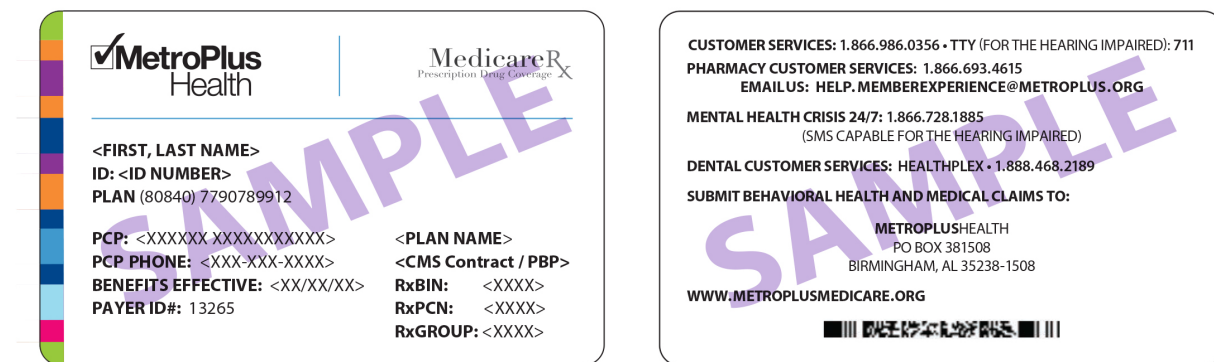 MetroPlus
Health
MedicareRx
Prescription Drug Coverage
<FIRST, LAST NAME>
ID: <ID NUMBER>
PLAN (80840) 7790789912
PCP: <XXXXXX XXXXXXXXXXX>
PCP PHONE: <XXX-XXX-XXXX>
BENEFITS EFFECTIVE: <XX/XX/XX>
PAYER ID#: 13265
<PLAN NAME>
<CMS Contract / PBP>
RxBIN: <XXXX>
RxPCN: <XXXX>
RxGROUP: <XXXX>
SAMPLE
CUSTOMER SERVICES: 1.866.986.0356 • TTY (FOR THE HEARING IMPAIRED): 711
PHARMACY CUSTOMER SERVICES: 1.866.693.4615
EMAIL US: HELP.MEMBEREXPERIENCE@METROPLUS.ORG
MENTAL HEALTH CRISIS 24/7: 1.866.728.1885
(SMS CAPABLE FOR THE HEARING IMPAIRED)
DENTAL CUSTOMER SERVICES: HEALTHPLEX • 1.888.468.2189
SUBMIT BEHAVIORAL HEALTH AND MEDICAL CLAIMS TO:
METROPLUSHEALTH
PO BOX 381508
BIRMINGHAM, AL 35238-1508
WWW.METROPLUSMEDICARE.ORG
SAMPLE